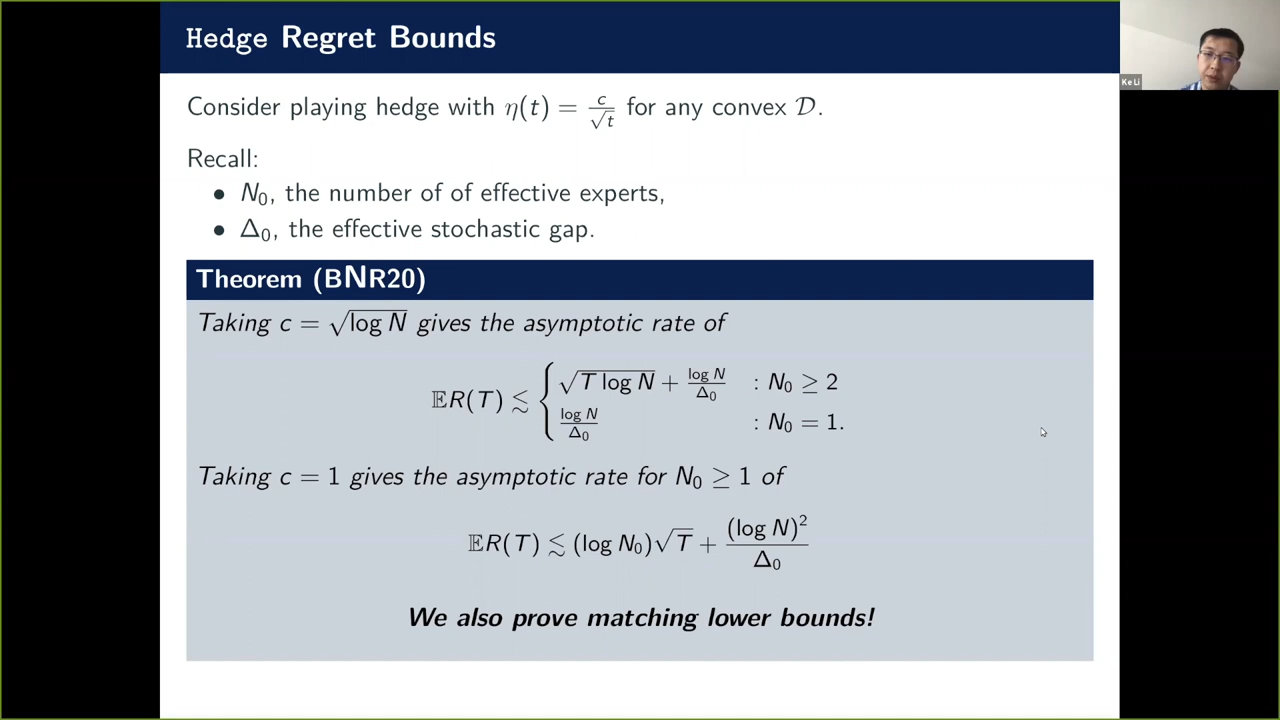 Hedge Regret Bounds
Ke Li
Consider playing hedge with η(t) = c/√t for any convex 𝒟.
Recall:
• N₀, the number of of effective experts,
• Δ₀, the effective stochastic gap.
Theorem (BNR20)
Taking c = √log N gives the asymptotic rate of
𝔼R(T) ≲ { √T log N + log N/Δ₀ : N₀ ≥ 2
log N/Δ₀ : N₀ = 1.
Taking c = 1 gives the asymptotic rate for N₀ ≥ 1 of
𝔼R(T) ≲ (log N₀)√T + (log N)²/Δ₀
We also prove matching lower bounds!